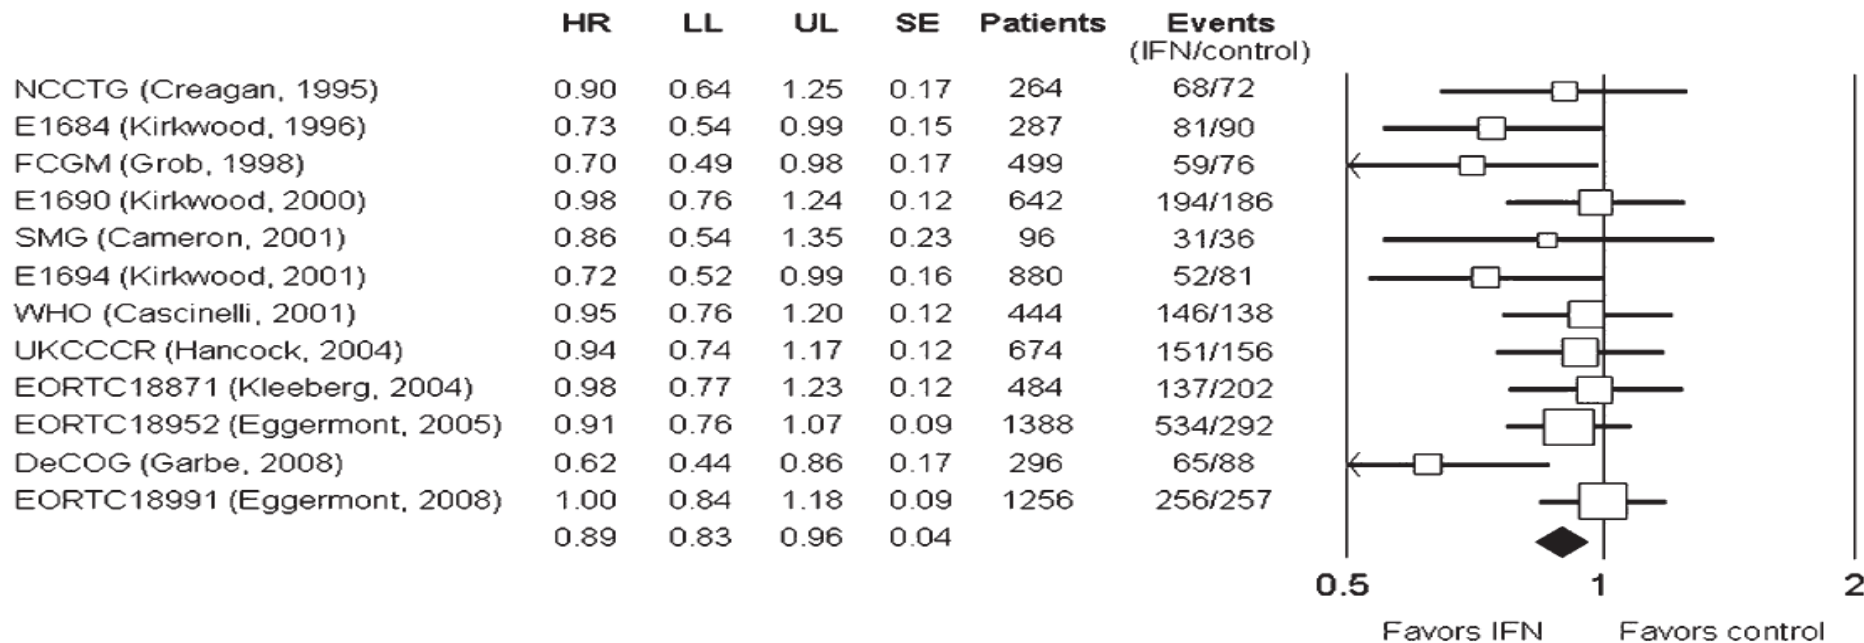 HR LL UL SE Patients Events
(IFN/control)
NCCTG (Creagan, 1995) 0.90 0.64 1.25 0.17 264 68/72
E1684 (Kirkwood, 1996) 0.73 0.54 0.99 0.15 287 81/90
FCGM (Grob, 1998) 0.70 0.49 0.98 0.17 499 59/76
E1690 (Kirkwood, 2000) 0.98 0.76 1.24 0.12 642 194/186
SMG (Cameron, 2001) 0.86 0.54 1.35 0.23 96 31/36
E1694 (Kirkwood, 2001) 0.72 0.52 0.99 0.16 880 52/81
WHO (Cascinelli, 2001) 0.95 0.76 1.20 0.12 444 146/138
UKCCCR (Hancock, 2004) 0.94 0.74 1.17 0.12 674 151/156
EORTC18871 (Kleeberg, 2004) 0.98 0.77 1.23 0.12 484 137/202
EORTC18952 (Eggermont, 2005) 0.91 0.76 1.07 0.09 1388 534/292
DeCOG (Garbe, 2008) 0.62 0.44 0.86 0.17 296 65/88
EORTC18991 (Eggermont, 2008) 1.00 0.84 1.18 0.09 1256 256/257
0.89 0.83 0.96 0.04
0.5 1 2
Favors IFN Favors control